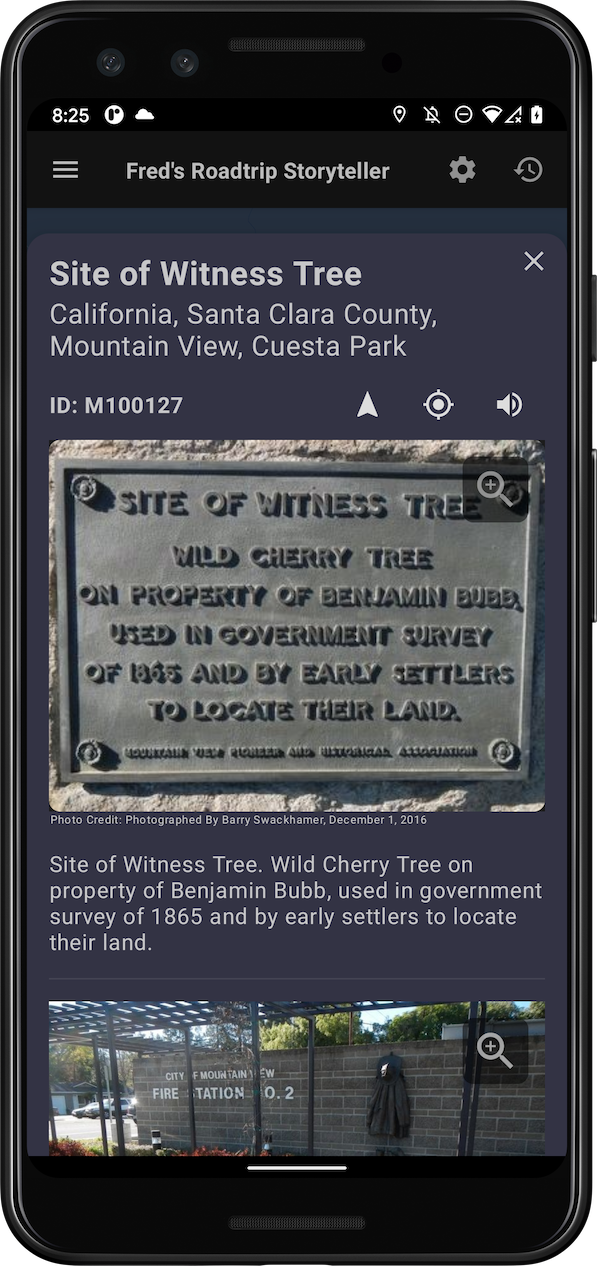 8:25
Fred's Roadtrip Storyteller
Site of Witness Tree
California, Santa Clara County,
Mountain View, Cuesta Park
ID: M100127
SITE OF WITNESS TREE
WILD CHERRY TREE
ON PROPERTY OF BENJAMIN BUBB,
USED IN GOVERNMENT SURVEY
OF 1865 AND BY EARLY SETTLERS
TO LOCATE THEIR LAND.
MOUNTAIN VIEW PIONEER AND HISTORICAL ASSOCIATION
Photo Credit: Photographed By Barry Swackhamer, December 1, 2016
Site of Witness Tree. Wild Cherry Tree on
property of Benjamin Bubb, used in government
survey of 1865 and by early settlers to locate
their land.
CITY OF MOUNTAIN VIEW
FIRE STATION NO. 2